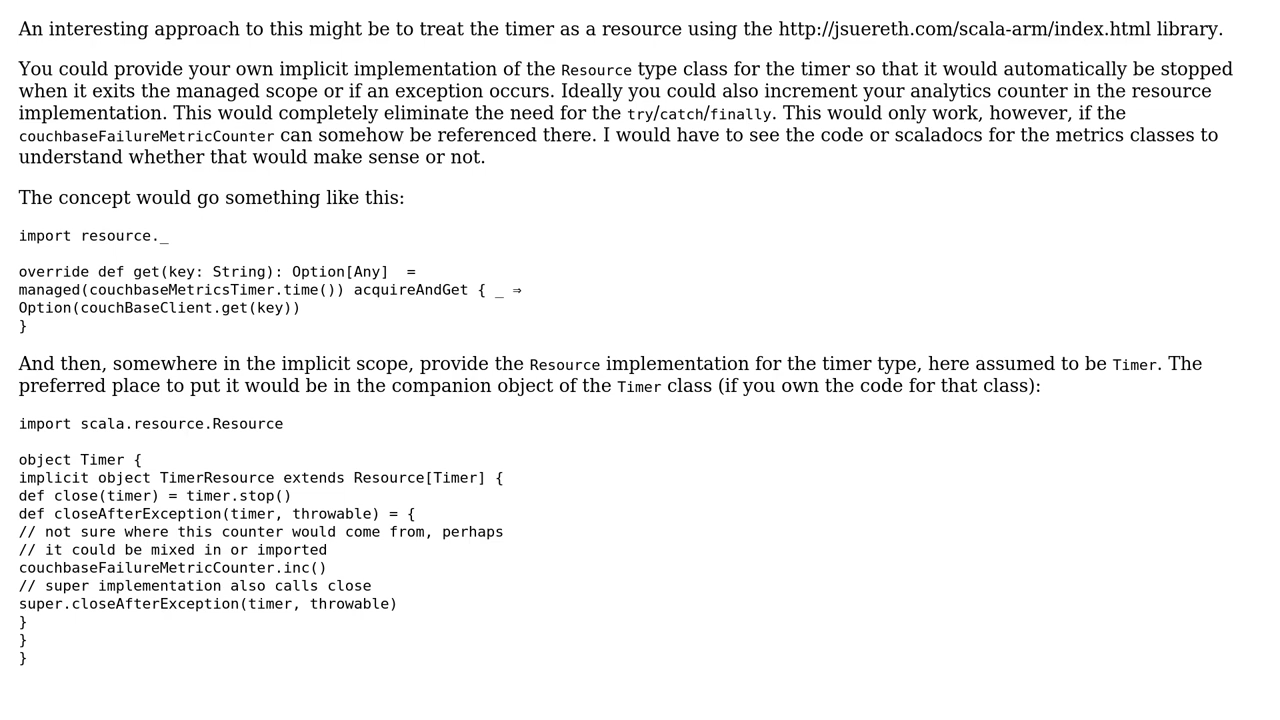 An interesting approach to this might be to treat the timer as a resource using the http://jsuereth.com/scala-arm/index.html library.
You could provide your own implicit implementation of the Resource type class for the timer so that it would automatically be stopped
when it exits the managed scope or if an exception occurs. Ideally you could also increment your analytics counter in the resource
implementation. This would completely eliminate the need for the try/catch/finally. This would only work, however, if the
couchbaseFailureMetricCounter can somehow be referenced there. I would have to see the code or scaladocs for the metrics classes to
understand whether that would make sense or not.
The concept would go something like this:
import resource._
override def get(key: String): Option[Any]  =
managed(couchbaseMetricsTimer.time()) acquireAndGet { _ ⇒
Option(couchBaseClient.get(key))
}
And then, somewhere in the implicit scope, provide the Resource implementation for the timer type, here assumed to be Timer. The
preferred place to put it would be in the companion object of the Timer class (if you own the code for that class):
import scala.resource.Resource
object Timer {
implicit object TimerResource extends Resource[Timer] {
def close(timer) = timer.stop()
def closeAfterException(timer, throwable) = {
// not sure where this counter would come from, perhaps
// it could be mixed in or imported
couchbaseFailureMetricCounter.inc()
// super implementation also calls close
super.closeAfterException(timer, throwable)
}
}
}